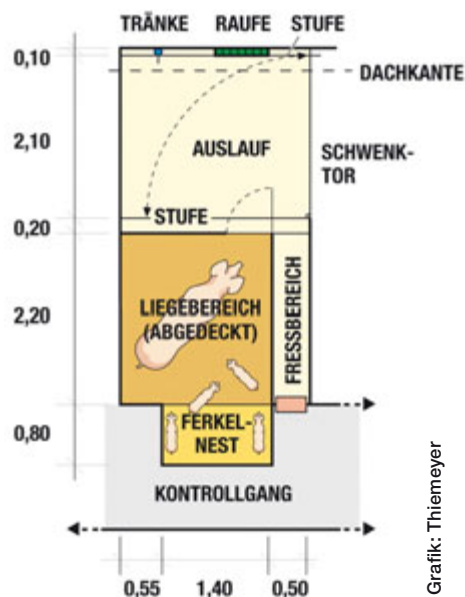 TRÄNKE RAUFE STUFE
0,10
DACHKANTE
2,10
AUSLAUF
SCHWENK-
TOR
STUFE
0,20
LIEGEBEREICH
(ABGEDECKT)
FRESSBEREICH
2,20
FERKEL-
NEST
0,80
KONTROLLGANG
0,55 1,40 0,50
Grafik: Thiemeyer